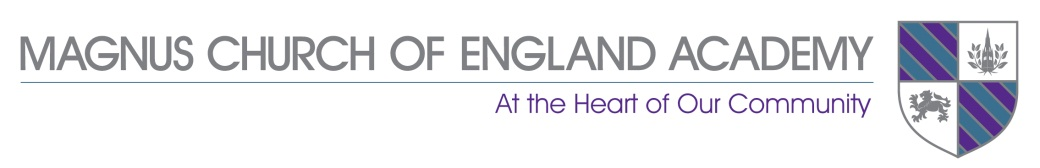 MAGNUS CHURCH OF ENGLAND ACADEMY
At the Heart of Our Community